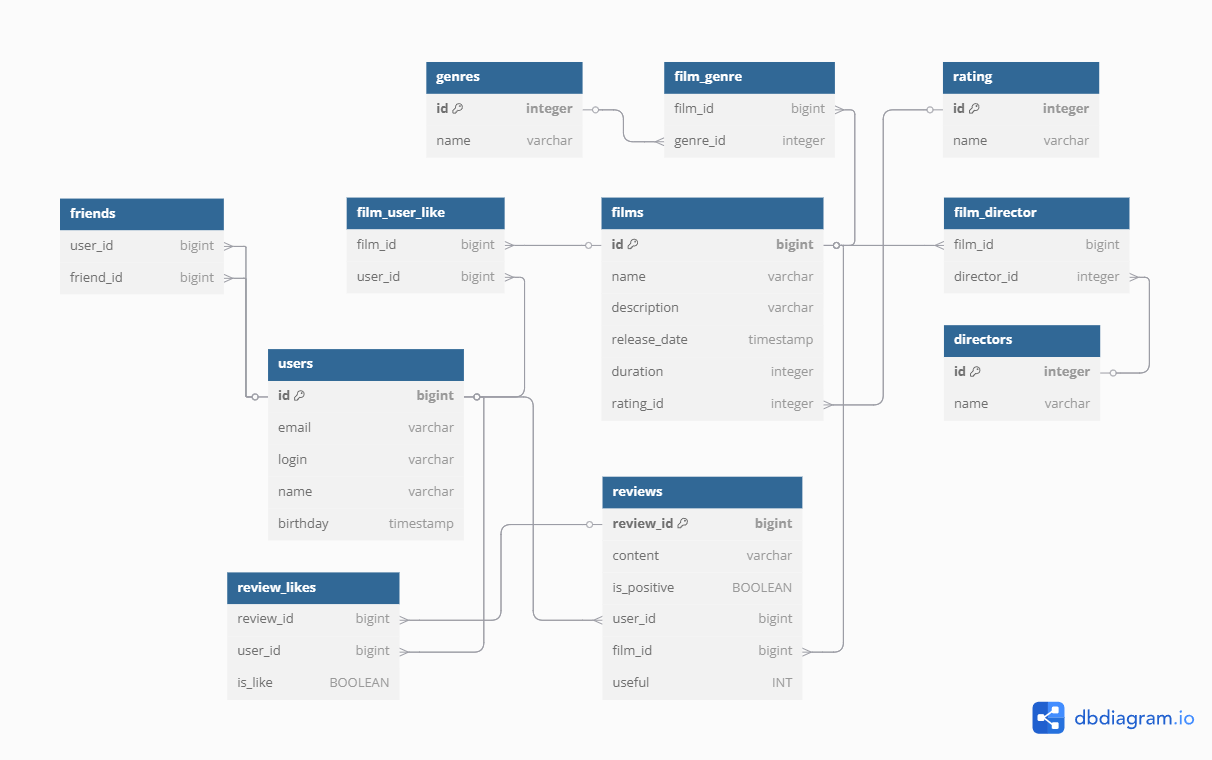 genres
id integer
name varchar
film_genre
film_id bigint
genre_id integer
rating
id integer
name varchar
friends
user_id bigint
friend_id bigint
film_user_like
film_id bigint
user_id bigint
films
id bigint
name varchar
description varchar
release_date timestamp
duration integer
rating_id integer
film_director
film_id bigint
director_id integer
directors
id integer
name varchar
users
id bigint
email varchar
login varchar
name varchar
birthday timestamp
reviews
review_id bigint
content varchar
is_positive BOOLEAN
user_id bigint
film_id bigint
useful INT
review_likes
review_id bigint
user_id bigint
is_like BOOLEAN
dbdiagram.io